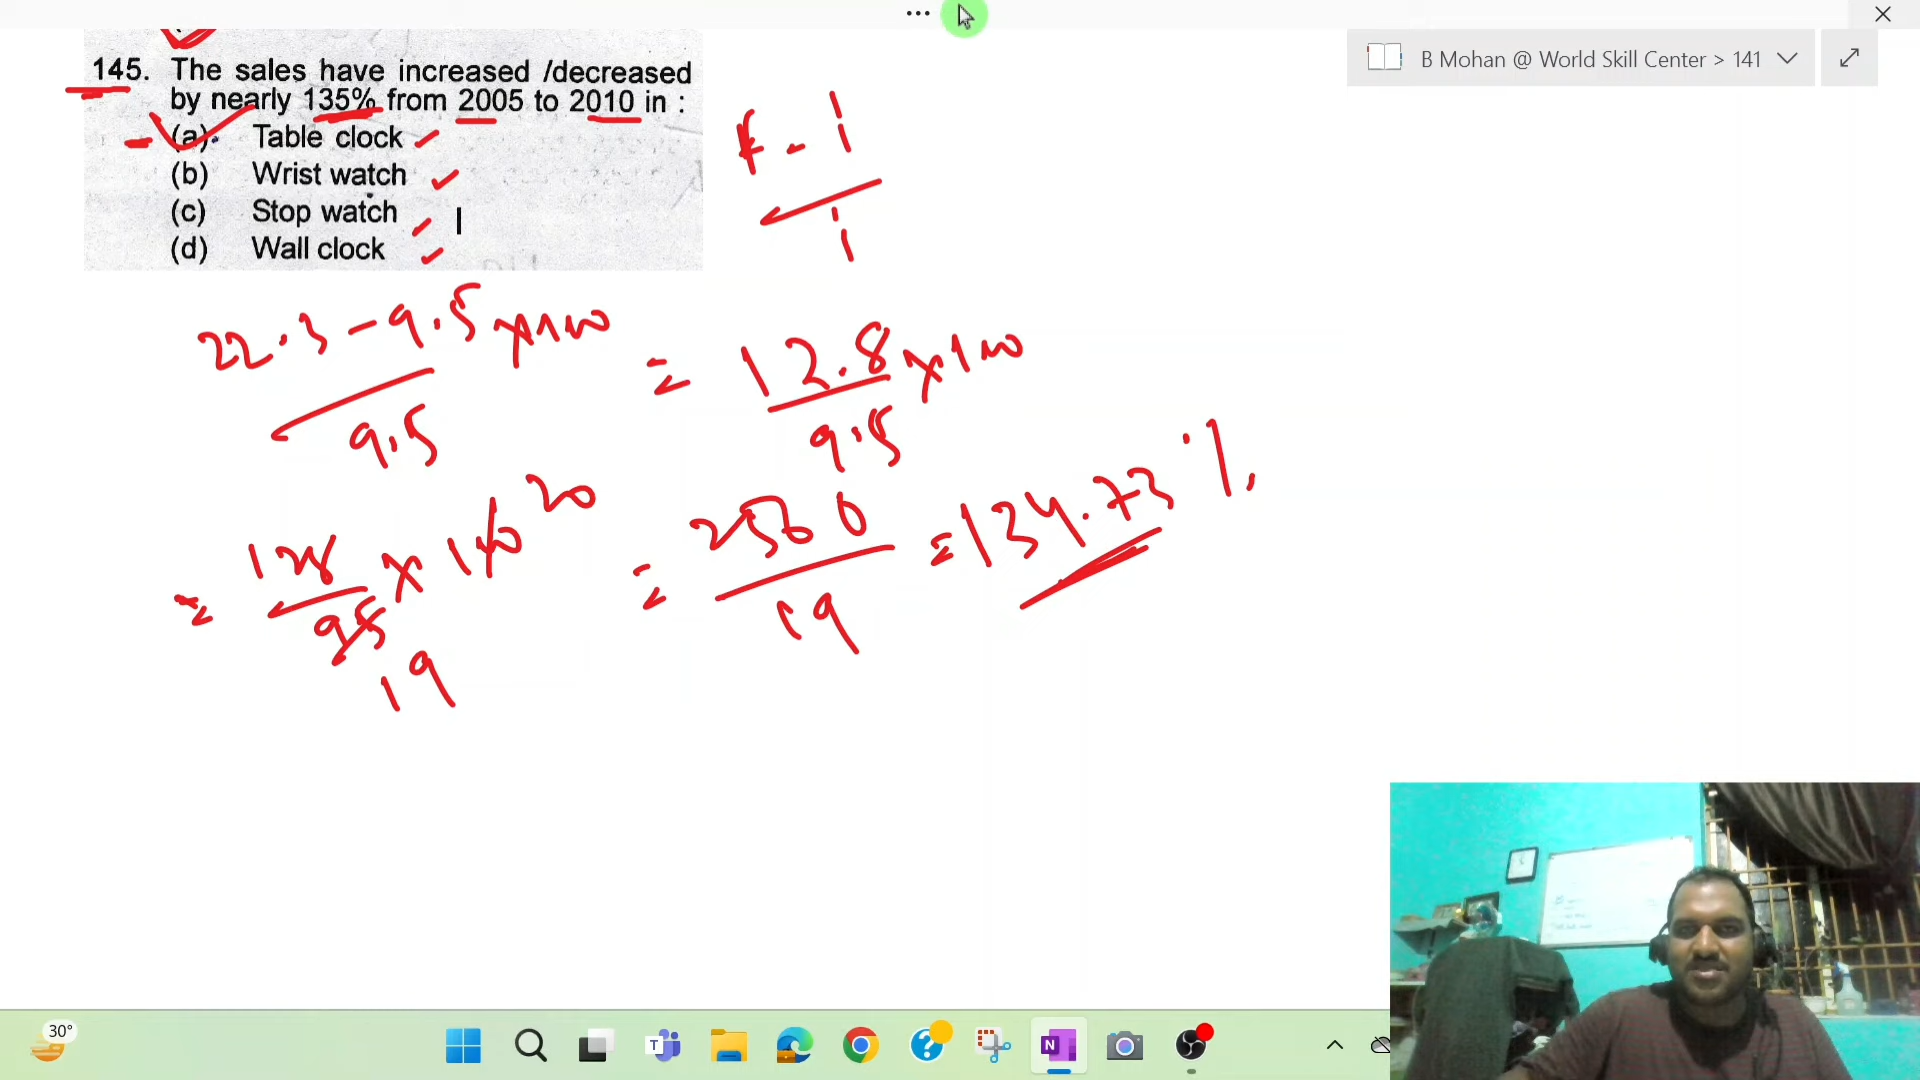 B Mohan @ World Skill Center > 141
145. The sales have increased /decreased
by nearly 135% from 2005 to 2010 in :
(a) Table clock
(b) Wrist watch
(c) Stop watch
(d) Wall clock
F - I
I
22.3 - 9.5 x 100
9.5
= 12.8 x 100
9.5
= 128 x 100 20
95
19
= 2560
19
= 134.73 %
30°
T
N